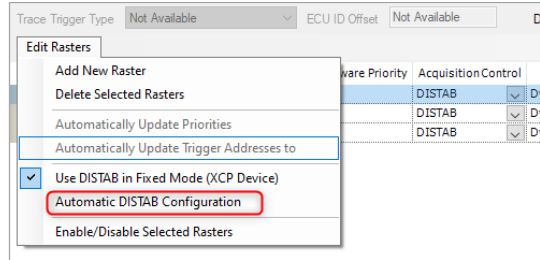 Trace Trigger Type Not Available ECU ID Offset Not Available D
Edit Rasters
ware Priority Acquisition Control
Add New Raster
DISTAB D
Delete Selected Rasters
DISTAB D
Automatically Update Priorities
DISTAB D
Automatically Update Trigger Addresses to
Use DISTAB in Fixed Mode (XCP Device)
Automatic DISTAB Configuration
Enable/Disable Selected Rasters